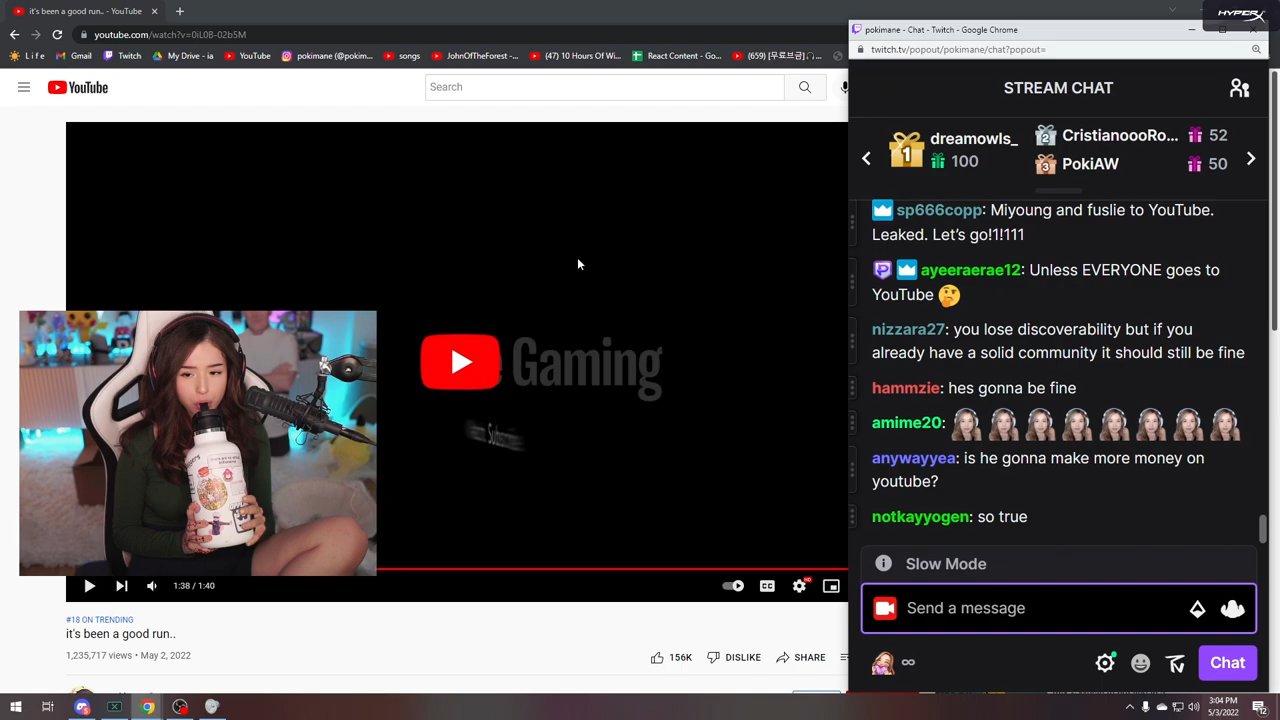 it's been a good run.. - YouTube
HYPERX
youtube.com/watch?v=0iL0B-02b5M
L i f e
Gmail
Twitch
My Drive - ia
YouTube
pokimane (@pokim...
songs
JohnOfTheForest -...
(47) 10 Hours Of Wi...
React Content - Go...
YouTube
Search
Gaming
1:38 / 1:40
#18 ON TRENDING
it's been a good run..
1,235,717 views • May 2, 2022
156K
DISLIKE
SHARE
pokimane - Chat - Twitch - Google Chrome
twitch.tv/popout/pokimane/chat?popout=
STREAM CHAT
1
dreamowls_
100
2
CristianoooRo...
52
3
PokiAW
50
sp666copp: Miyoung and fuslie to YouTube.
Leaked. Let's go!1!111
ayeeraerae12: Unless EVERYONE goes to
YouTube 🤔
nizzara27: you lose discoverability but if you
already have a solid community it should still be fine
hammzie: hes gonna be fine
amime20:
anywayyea: is he gonna make more money on
youtube?
notkayyogen: so true
Slow Mode
Send a message
∞
Chat
3:04 PM
5/3/2022